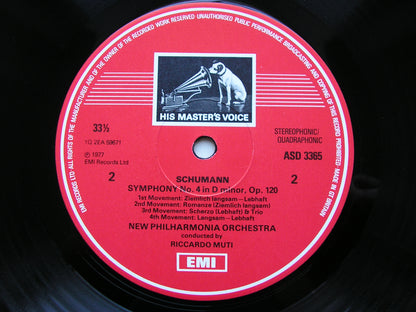 EMI RECORDS LTD ALL RIGHTS OF THE MANUFACTURER AND OF THE OWNER OF THE RECORDED WORK RESERVED UNAUTHORISED PUBLIC PERFORMANCE BROADCASTING AND COPYING OF THIS RECORD PROHIBITED MADE IN GT BRITAIN
HIS MASTER'S VOICE
33⅓
STEREOPHONIC/
QUADRAPHONIC
ASD 3365
℗ 1977
EMI Records Ltd
2
2
SCHUMANN
SYMPHONY No. 4 in D minor, Op. 120
1st Movement: Ziemlich langsam—Lebhaft
2nd Movement: Romanze (Ziemlich langsam)
3rd Movement: Scherzo (Lebhaft) & Trio
4th Movement: Langsam—Lebhaft
NEW PHILHARMONIA ORCHESTRA
conducted by
RICCARDO MUTI
EMI